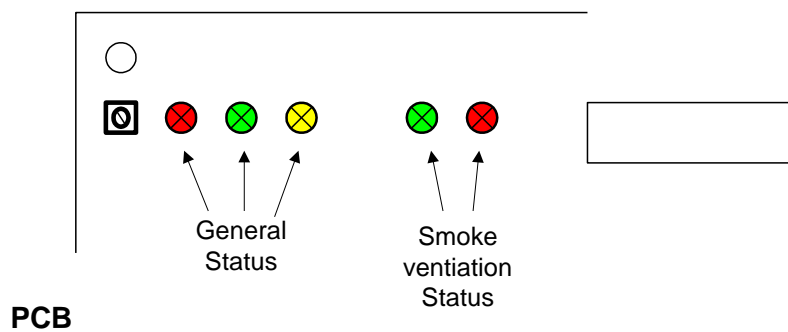 General
Status
Smoke
ventiation
Status
PCB